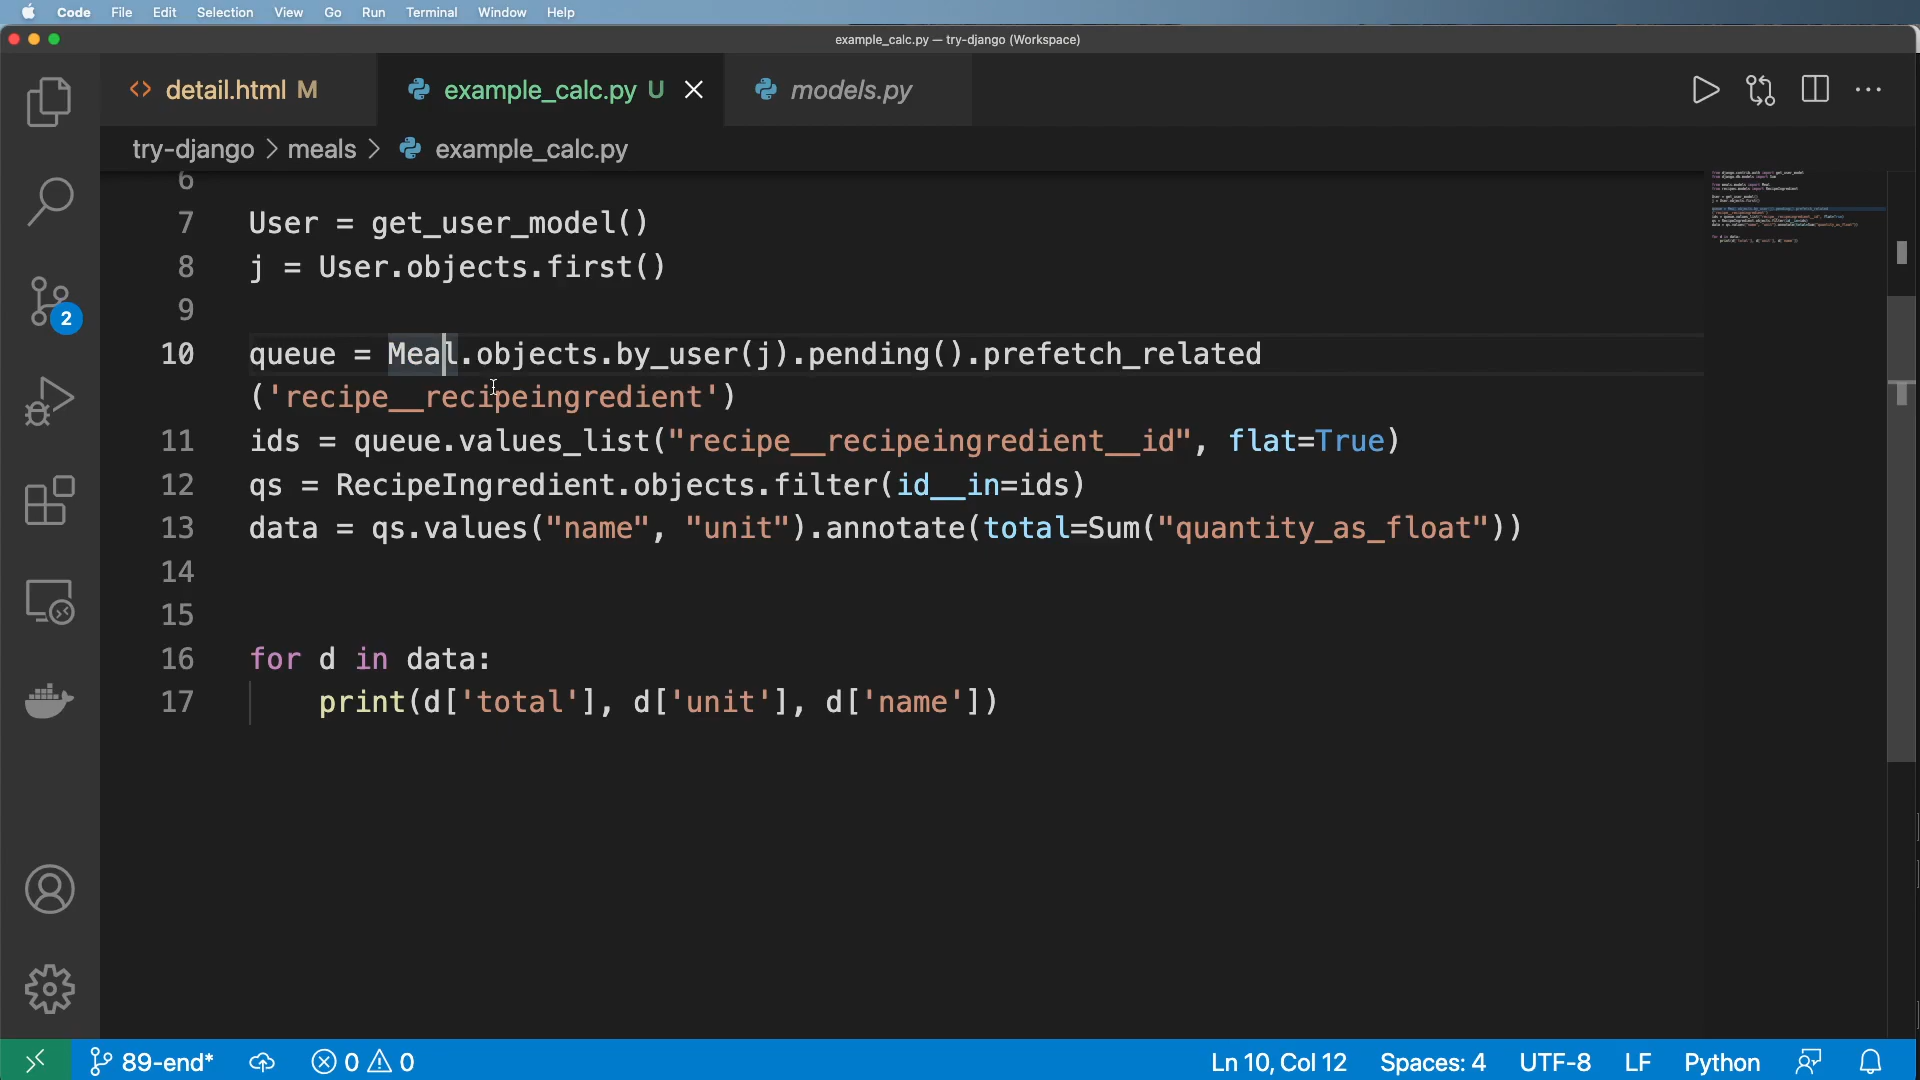 Code File Edit Selection View Go Run Terminal Window Help
example_calc.py — try-django (Workspace)
detail.html M example_calc.py U models.py
try-django > meals > example_calc.py
6
7 User = get_user_model()
8 j = User.objects.first()
9
10 queue = Meal.objects.by_user(j).pending().prefetch_related
('recipe__recipeingredient')
11 ids = queue.values_list("recipe__recipeingredient__id", flat=True)
12 qs = RecipeIngredient.objects.filter(id__in=ids)
13 data = qs.values("name", "unit").annotate(total=Sum("quantity_as_float"))
14
15
16 for d in data:
17 print(d['total'], d['unit'], d['name'])
2
89-end* 0 0 Ln 10, Col 12 Spaces: 4 UTF-8 LF Python